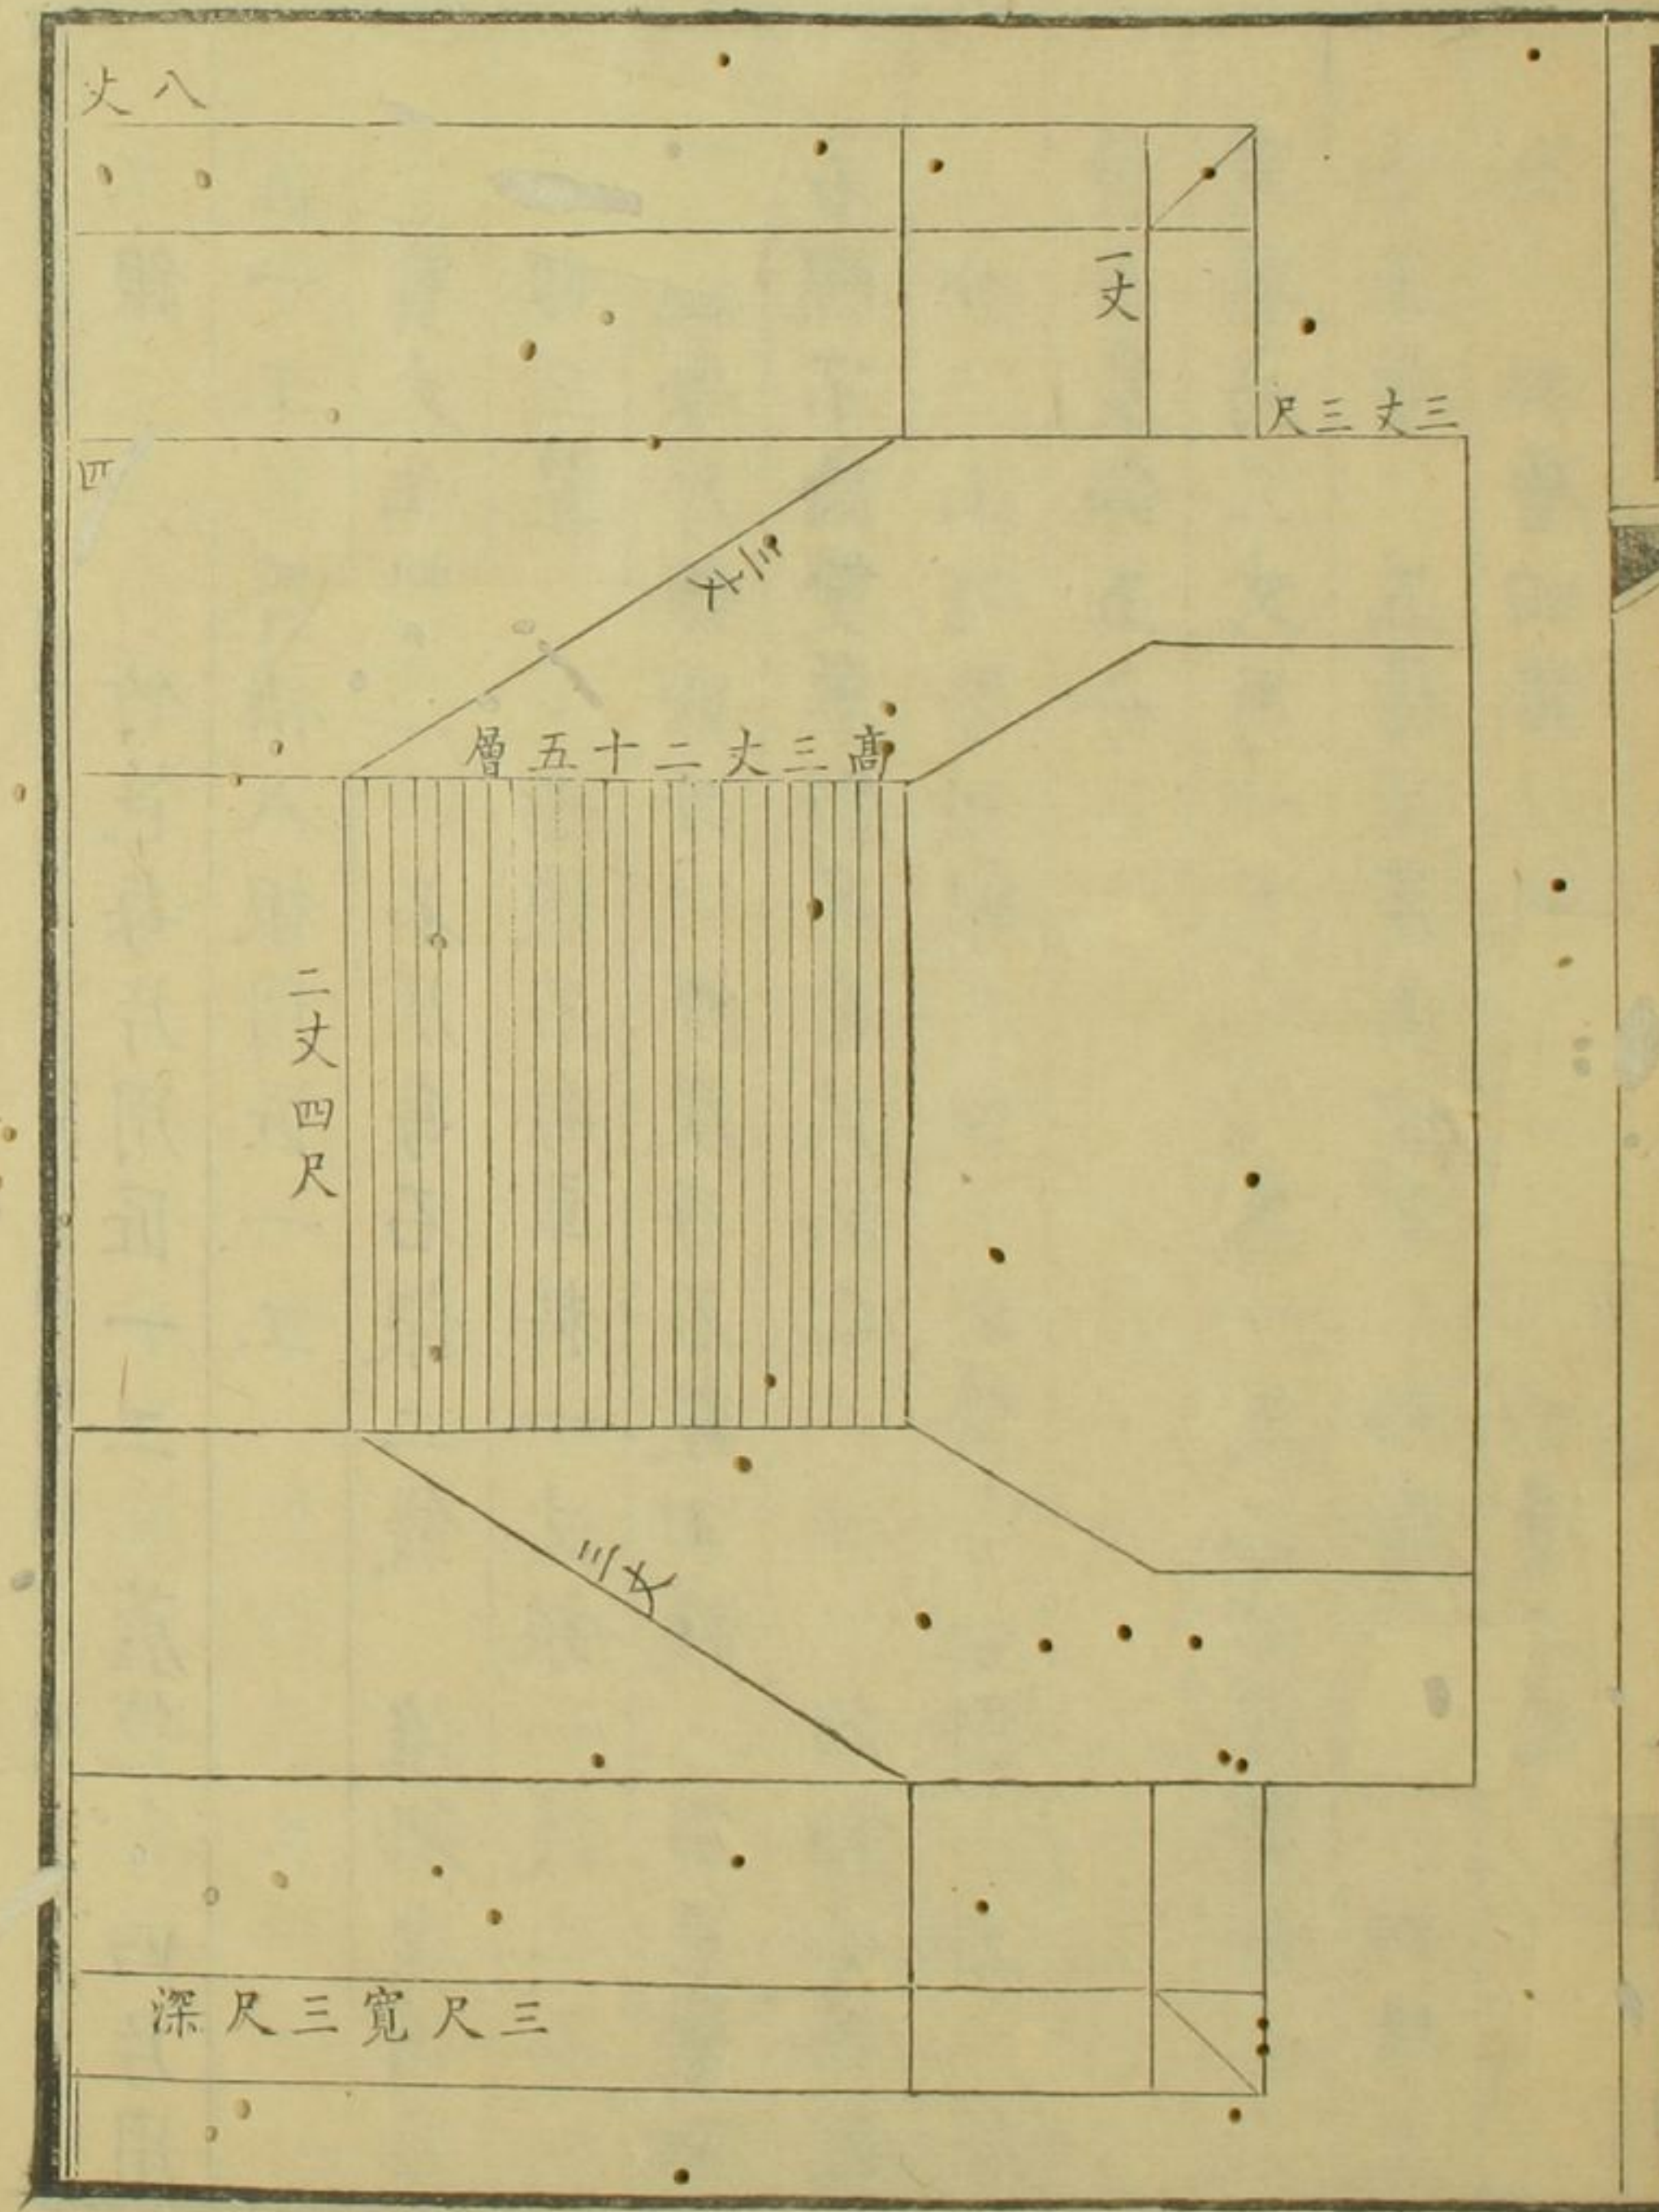 八丈
一丈
三丈三尺
四
三丈
高三丈二十五層
二丈四尺
三丈
三尺寬三尺深